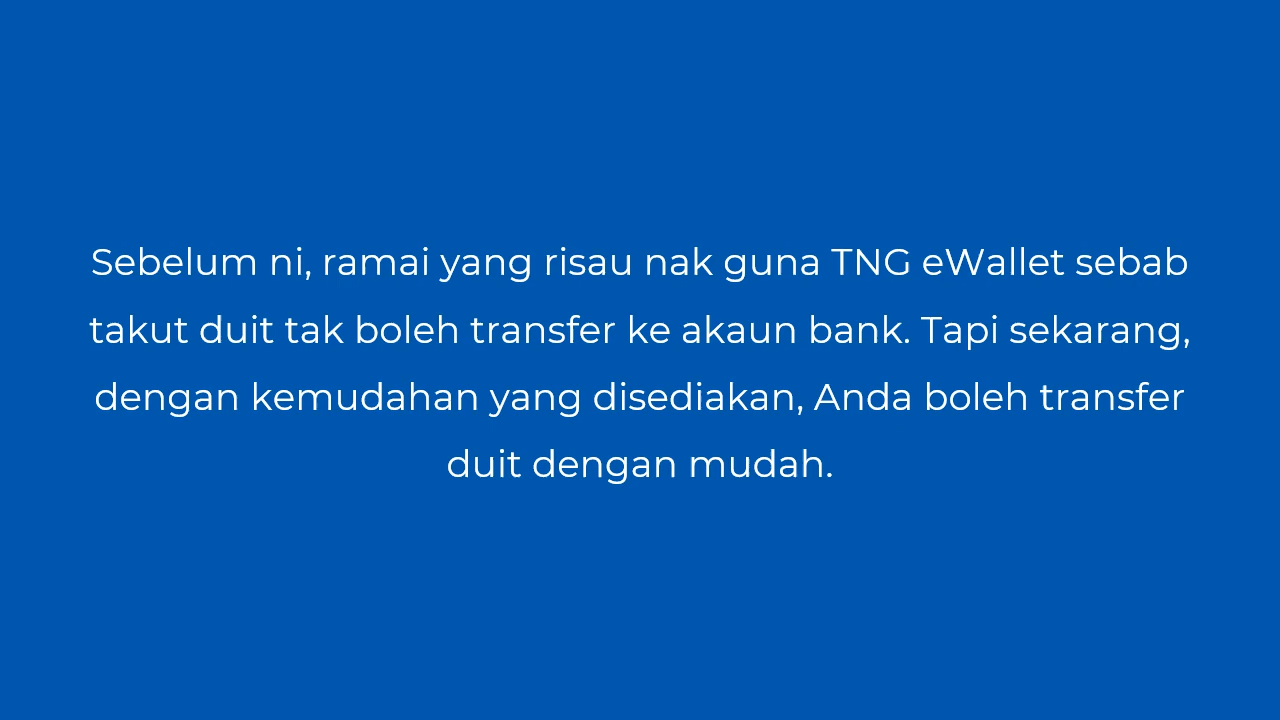 Sebelum ni, ramai yang risau nak guna TNG eWallet sebab
takut duit tak boleh transfer ke akaun bank. Tapi sekarang,
dengan kemudahan yang disediakan, Anda boleh transfer
duit dengan mudah.